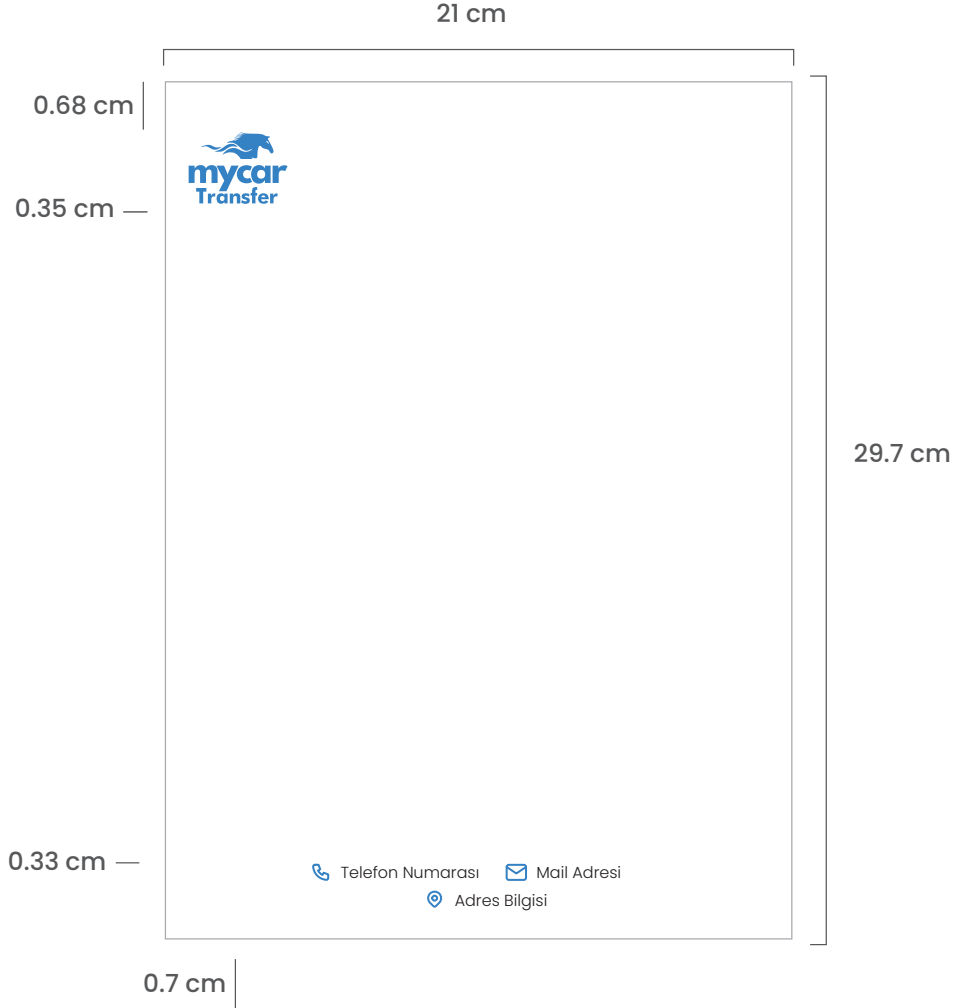 21 cm
0.68 cm
mycar
Transfer
0.35 cm
29.7 cm
0.33 cm
Telefon Numarası Mail Adresi
Adres Bilgisi
0.7 cm